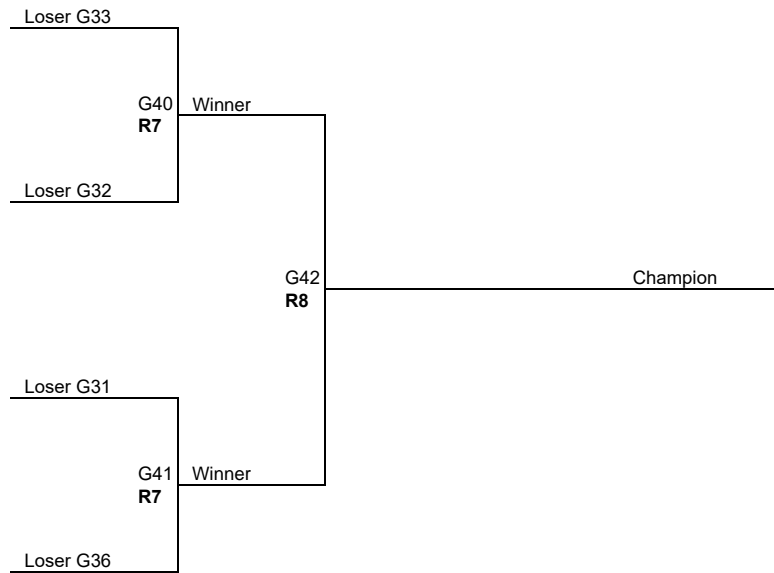 Loser G33
G40 Winner
R7
Loser G32
G42 Champion
R8
Loser G31
G41 Winner
R7
Loser G36